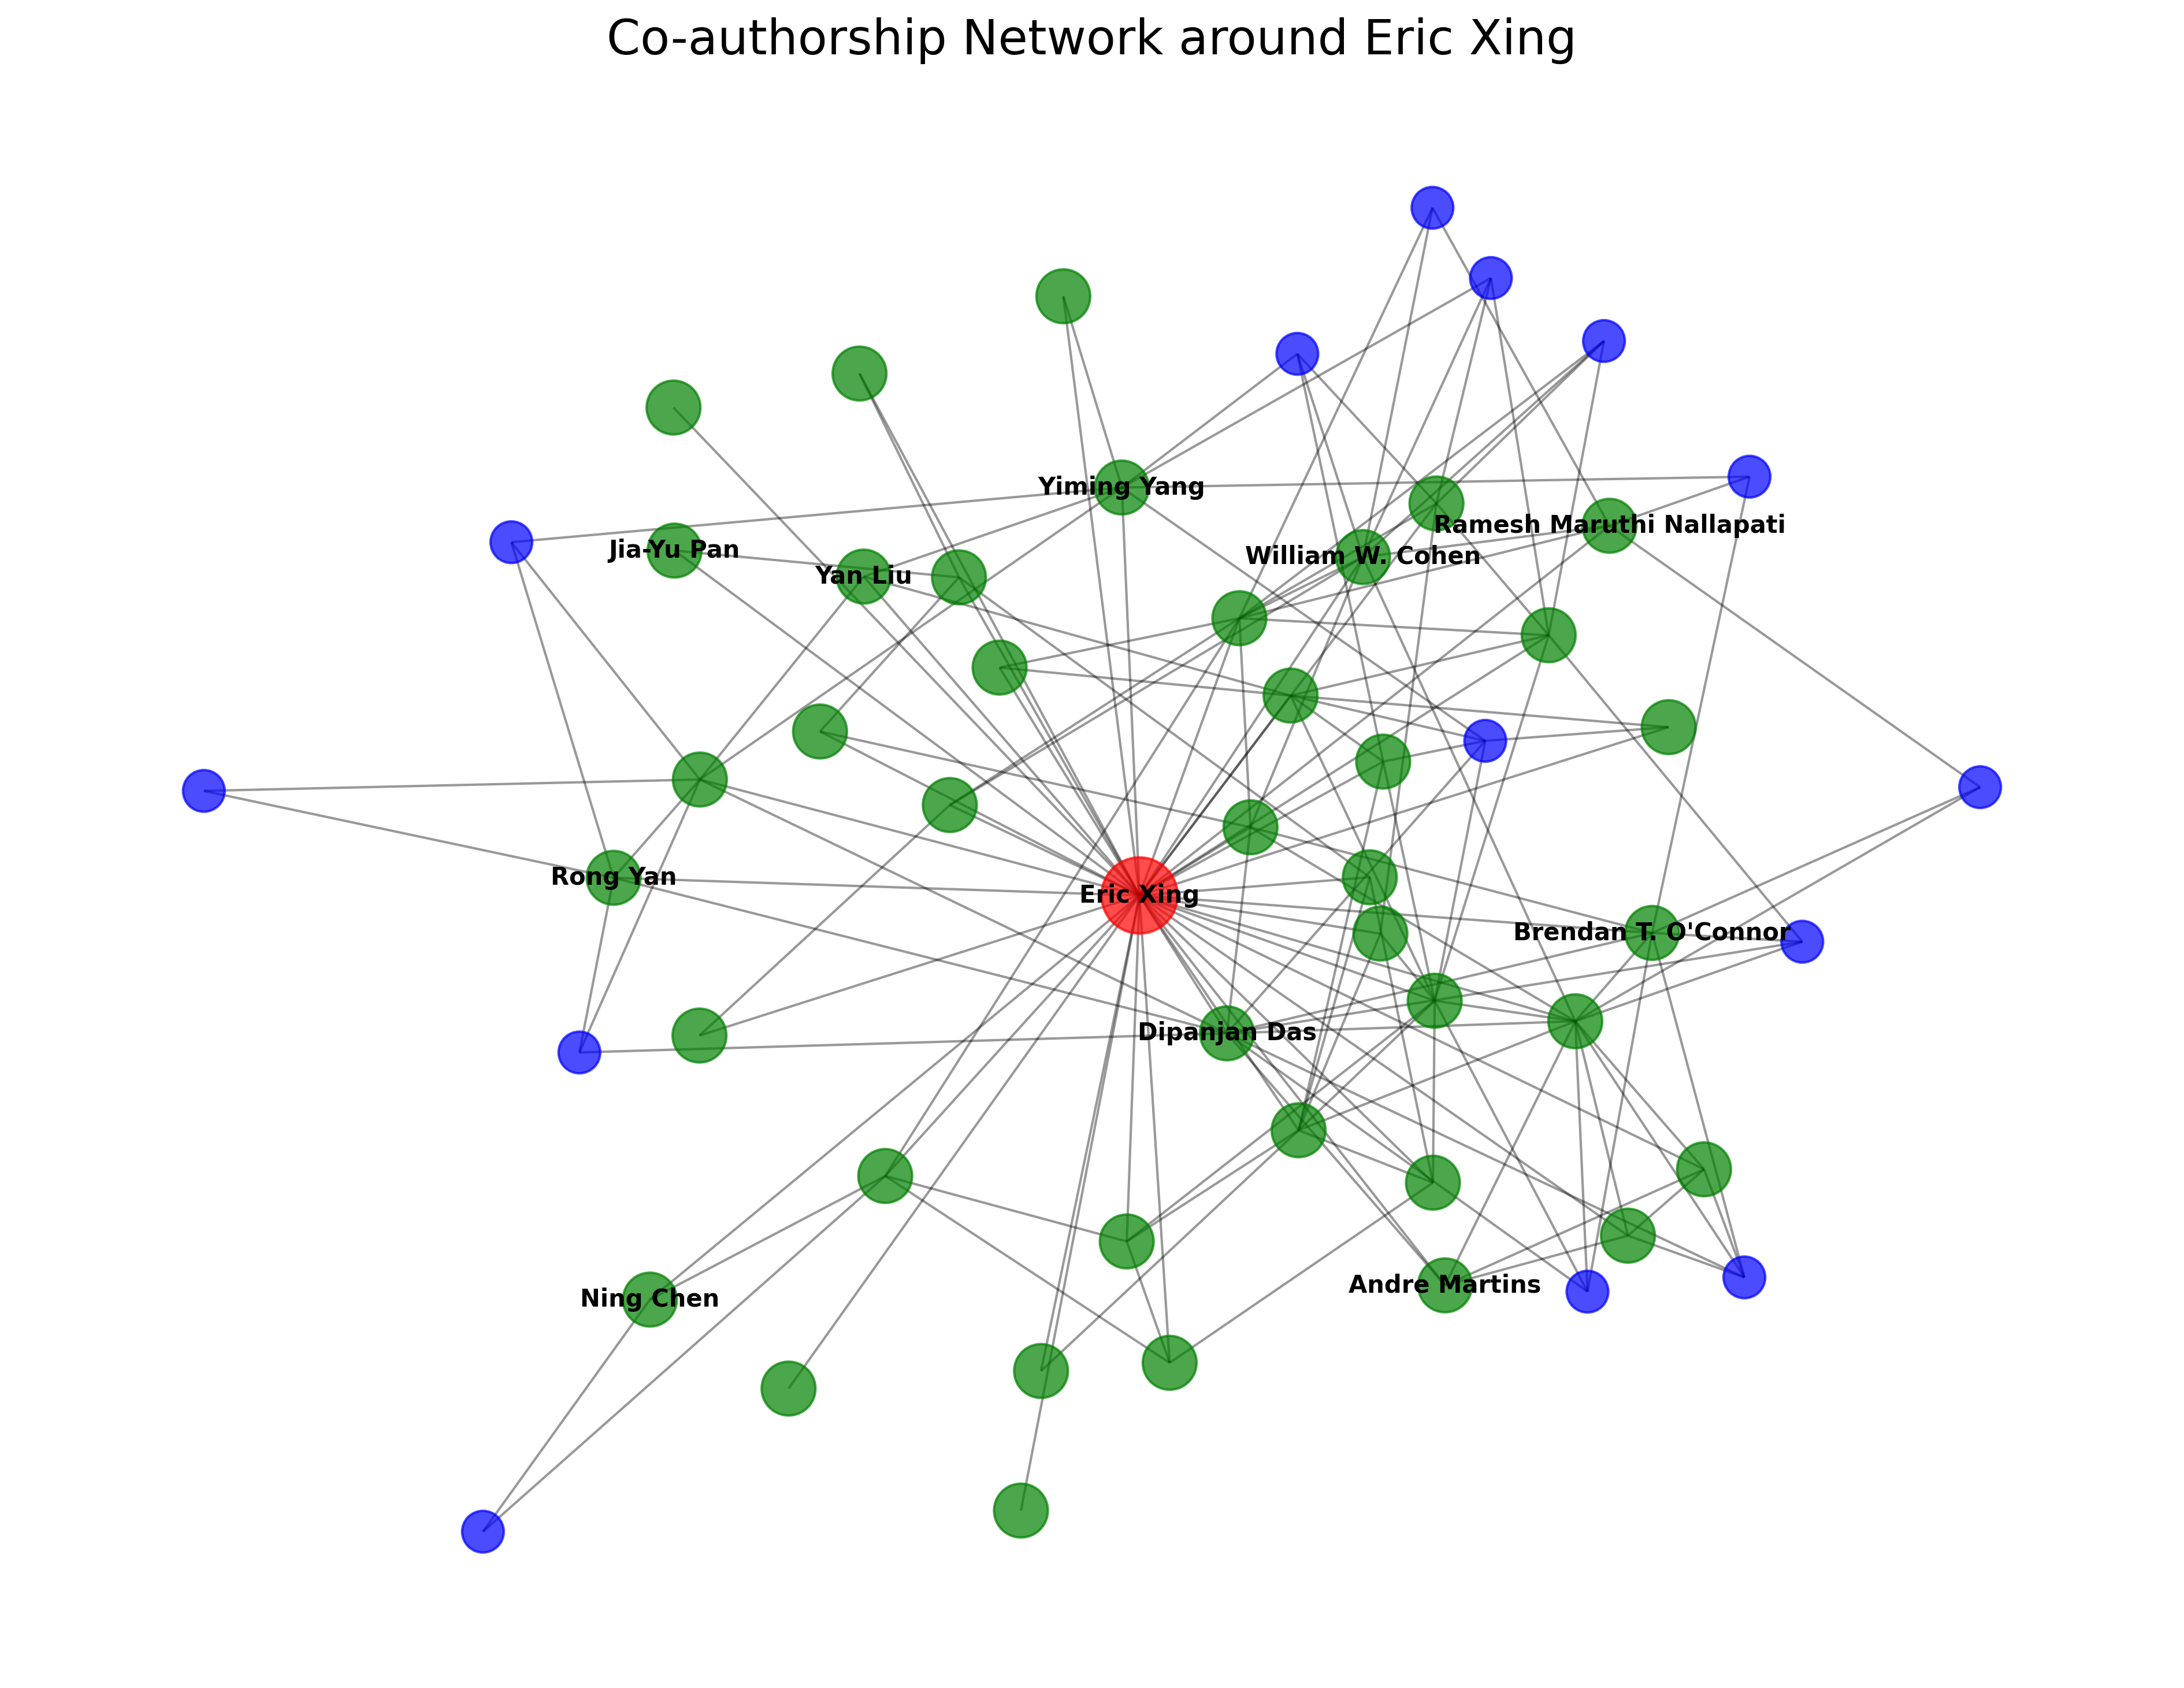 Co-authorship Network around Eric Xing
Yiming Yang
Ramesh Maruthi Nallapati
Jia-Yu Pan
William W. Cohen
Yan Liu
Rong Yan
Eric Xing
Brendan T. O'Connor
Dipanjan Das
Andre Martins
Ning Chen